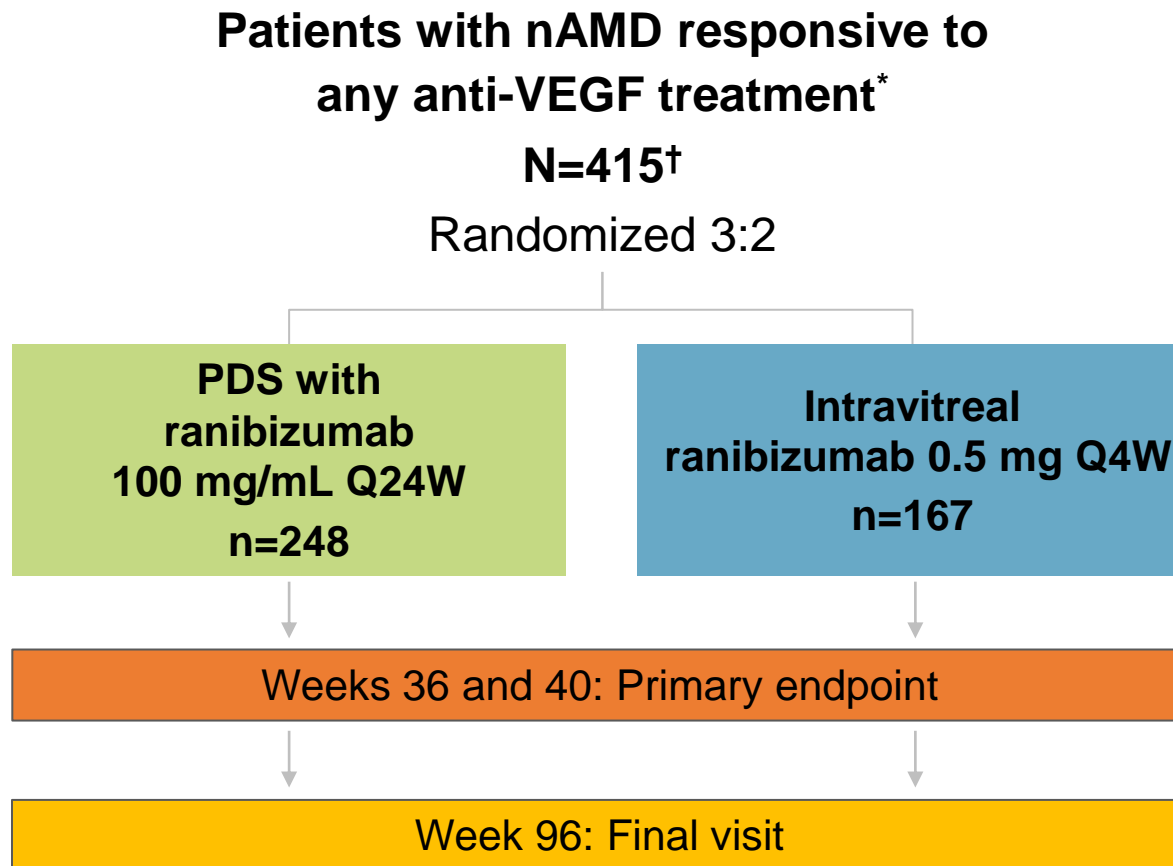 Patients with nAMD responsive to
any anti-VEGF treatment*
N=415†
Randomized 3:2
PDS with
ranibizumab
100 mg/mL Q24W
n=248
Intravitreal
ranibizumab 0.5 mg Q4W
n=167
Weeks 36 and 40: Primary endpoint
Week 96: Final visit